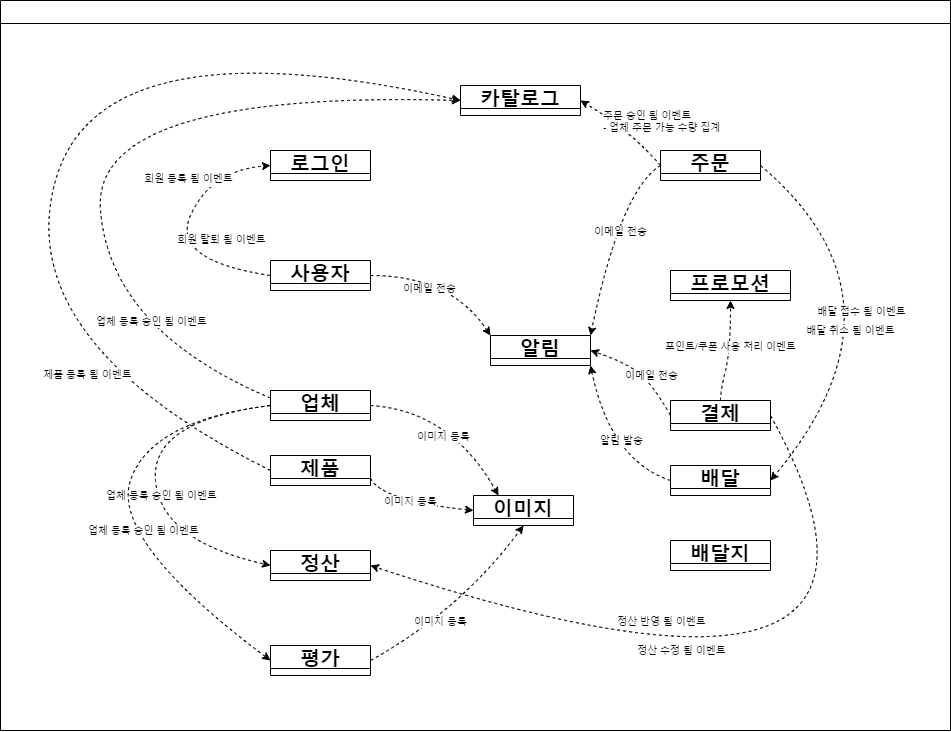 카탈로그
주문 승인 됨 이벤트
- 업체 주문 가능 수량 집계
로그인
주문
회원 등록 됨 이벤트
이메일 전송
회원 탈퇴 됨 이벤트
사용자
이메일 전송
프로모션
배달 접수 됨 이벤트
업체 등록 승인 됨 이벤트
배달 취소 됨 이벤트
알림
포인트/쿠폰 사용 처리 이벤트
제품 등록 됨 이벤트
이메일 전송
업체
결제
이미지 등록
알림 발송
제품
배달
업체 등록 승인 됨 이벤트
이미지 등록
이미지
업체 등록 승인 됨 이벤트
배달지
정산
이미지 등록
정산 반영 됨 이벤트
정산 수정 됨 이벤트
평가